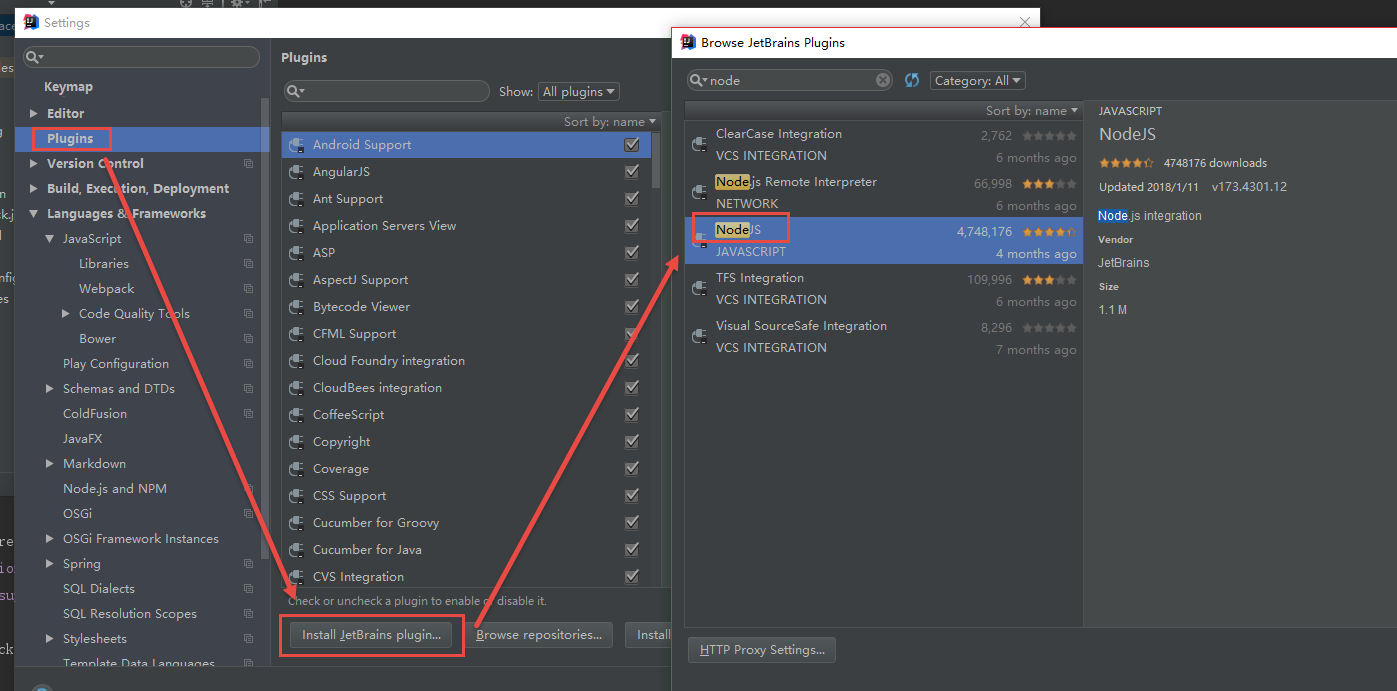 Settings
Keymap
Editor
Plugins
Version Control
Build, Execution, Deployment
Languages & Frameworks
JavaScript
Libraries
Webpack
Code Quality Tools
Bower
Play Configuration
Schemas and DTDs
ColdFusion
JavaFX
Markdown
Node.js and NPM
OSGi
OSGi Framework Instances
Spring
SQL Dialects
SQL Resolution Scopes
Stylesheets
Template Data Languages
Plugins
Show: All plugins
Sort by: name
Android Support
AngularJS
Ant Support
Application Servers View
ASP
AspectJ Support
Bytecode Viewer
CFML Support
Cloud Foundry integration
CloudBees integration
CoffeeScript
Copyright
Coverage
CSS Support
Cucumber for Groovy
Cucumber for Java
CVS Integration
Check or uncheck a plugin to enable or disable it.
Install JetBrains plugin... Browse repositories... Install
Browse JetBrains Plugins
node Category: All
Sort by: name
ClearCase Integration 2,762
VCS INTEGRATION 6 months ago
Node.js Remote Interpreter 66,998
NETWORK 6 months ago
NodeJS 4,748,176
JAVASCRIPT 4 months ago
TFS Integration 109,996
VCS INTEGRATION 6 months ago
Visual SourceSafe Integration 8,296
VCS INTEGRATION 7 months ago
HTTP Proxy Settings...
JAVASCRIPT
NodeJS
4748176 downloads
Updated 2018/1/11 v173.4301.12
Node.js integration
Vendor
JetBrains
Size
1.1 M